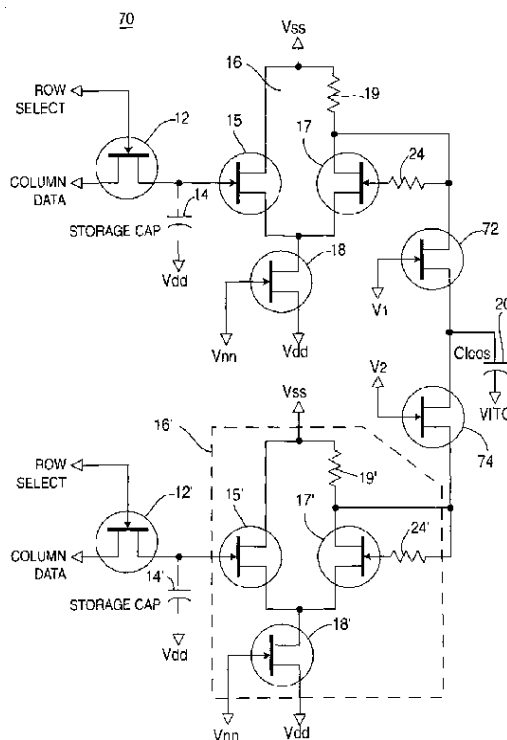 70
Vss
16
19
ROW
SELECT
12
15
17
24
COLUMN
DATA
14
STORAGE CAP
Vdd
18
72
V1
Vnn
Vdd
20
Clcos
V2
VITO
Vss
16'
74
ROW
SELECT
12'
15'
19'
17'
24'
COLUMN
DATA
14'
STORAGE CAP
Vdd
18'
Vnn
Vdd